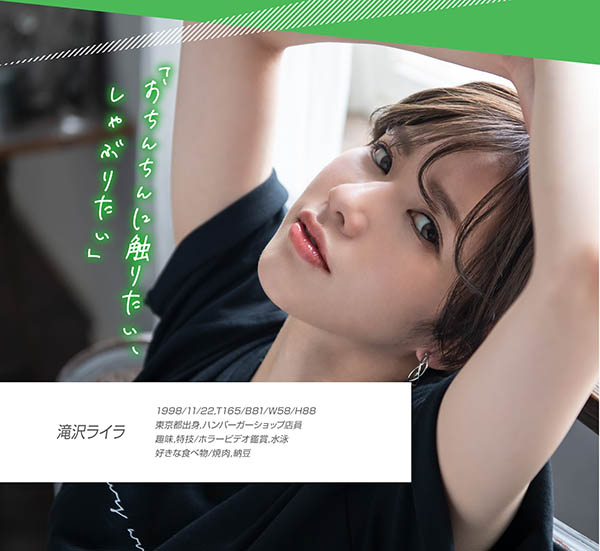 「おちんちんに触りたい、
しゃぶりたい」
滝沢ライラ
1998/11/22,T165/B81/W58/H88
東京都出身,ハンバーガーショップ店員
趣味,特技/ホラービデオ鑑賞,水泳
好きな食べ物/焼肉,納豆